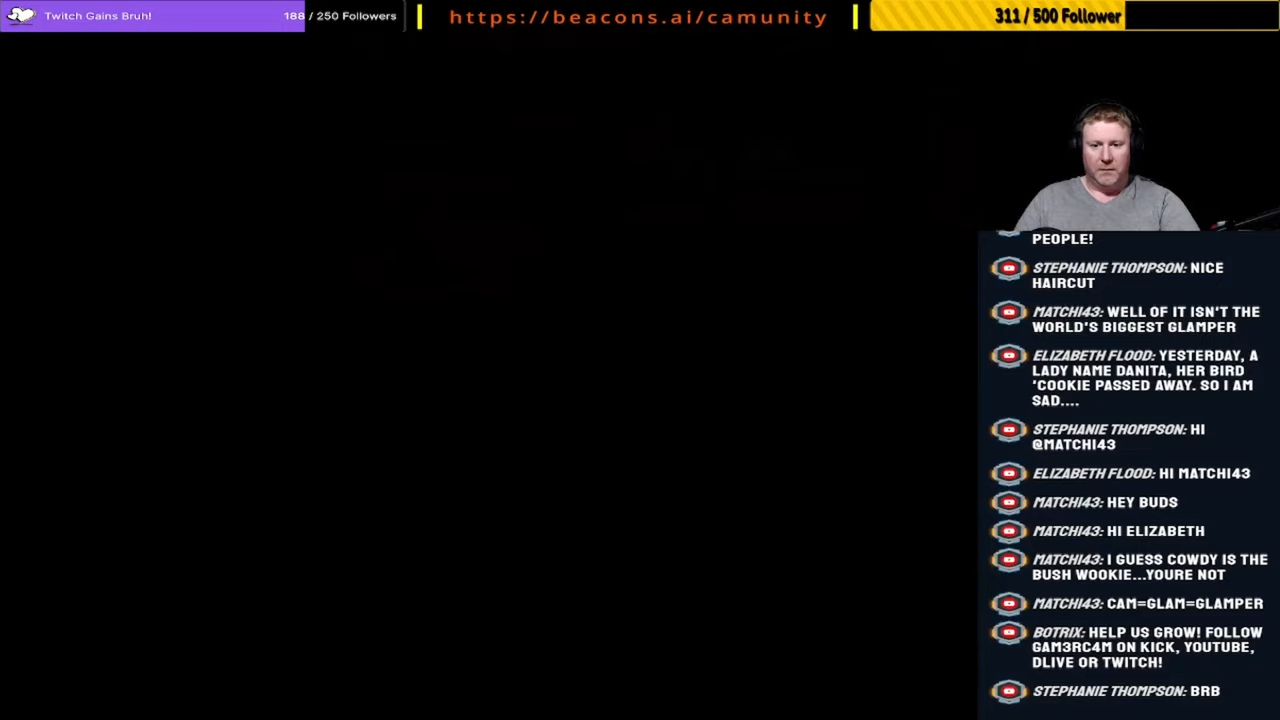 Twitch Gains Bruh!
188 / 250 Followers
https://beacons.ai/camunity
311 / 500 Follower
PEOPLE!
STEPHANIE THOMPSON: NICE
HAIRCUT
MATCHI43: WELL OF IT ISN'T THE
WORLD'S BIGGEST GLAMPER
ELIZABETH FLOOD: YESTERDAY, A
LADY NAME DANITA, HER BIRD
'COOKIE PASSED AWAY. SO I AM
SAD....
STEPHANIE THOMPSON: HI
@MATCHI43
ELIZABETH FLOOD: HI MATCHI43
MATCHI43: HEY BUDS
MATCHI43: HI ELIZABETH
MATCHI43: I GUESS COWDY IS THE
BUSH WOOKIE...YOURE NOT
MATCHI43: CAM=GLAM=GLAMPER
BOTRIX: HELP US GROW! FOLLOW
GAM3RC4M ON KICK, YOUTUBE,
DLIVE OR TWITCH!
STEPHANIE THOMPSON: BRB